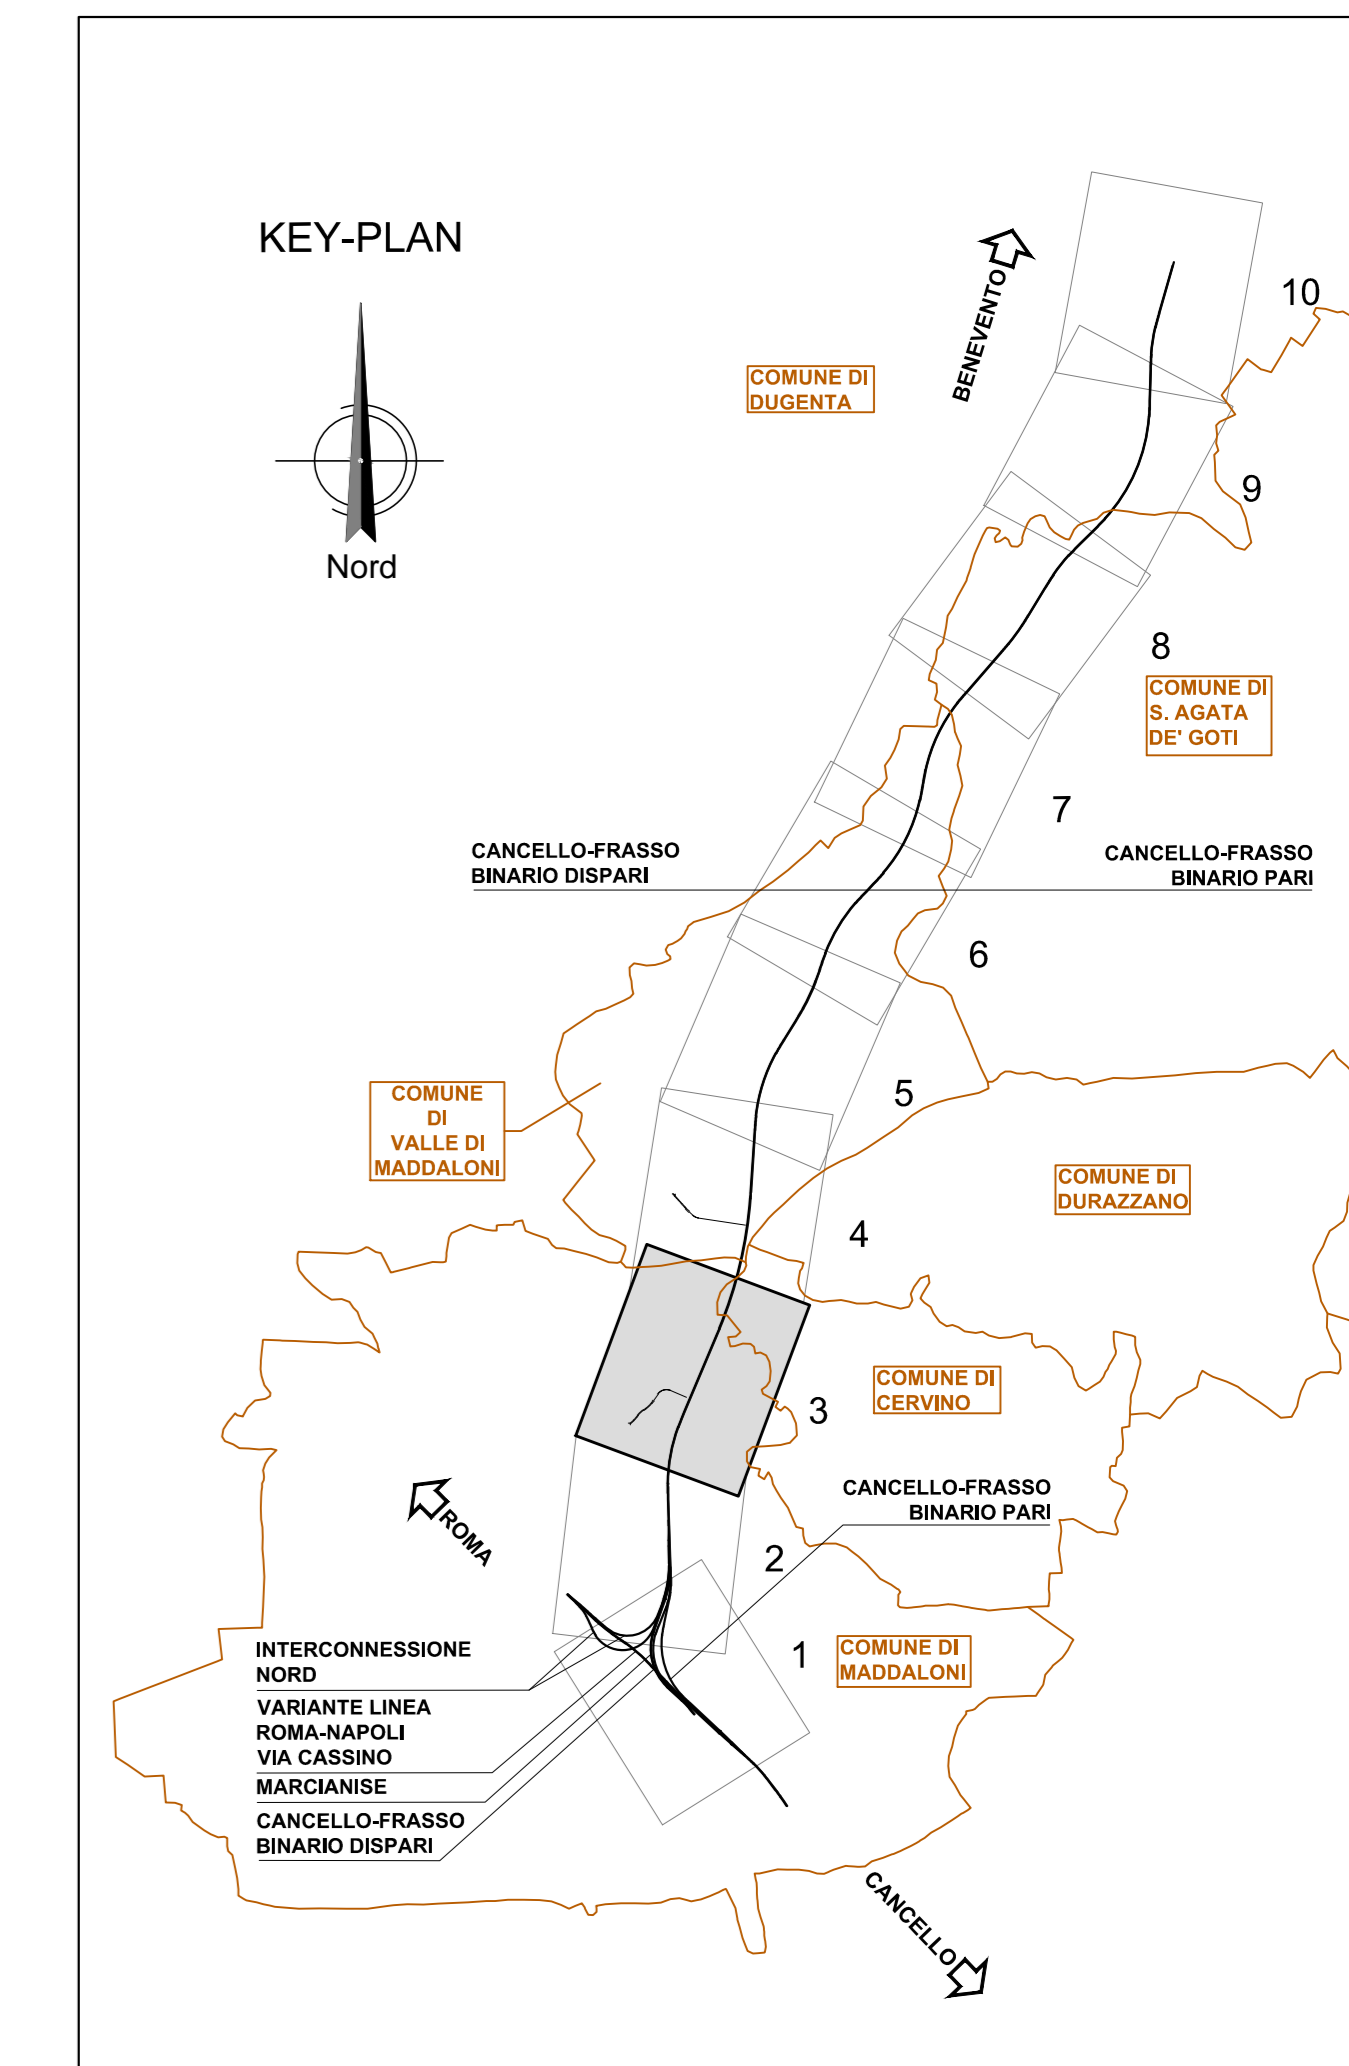 KEY-PLAN
Nord
BENEVENTO
10
COMUNE DI
DUGENTA
9
8
COMUNE DI
S. AGATA
DE' GOTI
7
CANCELLO-FRASSO
BINARIO DISPARI
CANCELLO-FRASSO
BINARIO PARI
6
5
COMUNE
DI
VALLE DI
MADDALONI
COMUNE DI
DURAZZANO
4
COMUNE DI
CERVINO
3
CANCELLO-FRASSO
BINARIO PARI
ROMA
2
1
COMUNE DI
MADDALONI
INTERCONNESSIONE
NORD
VARIANTE LINEA
ROMA-NAPOLI
VIA CASSINO
MARCIANISE
CANCELLO-FRASSO
BINARIO DISPARI
CANCELLO